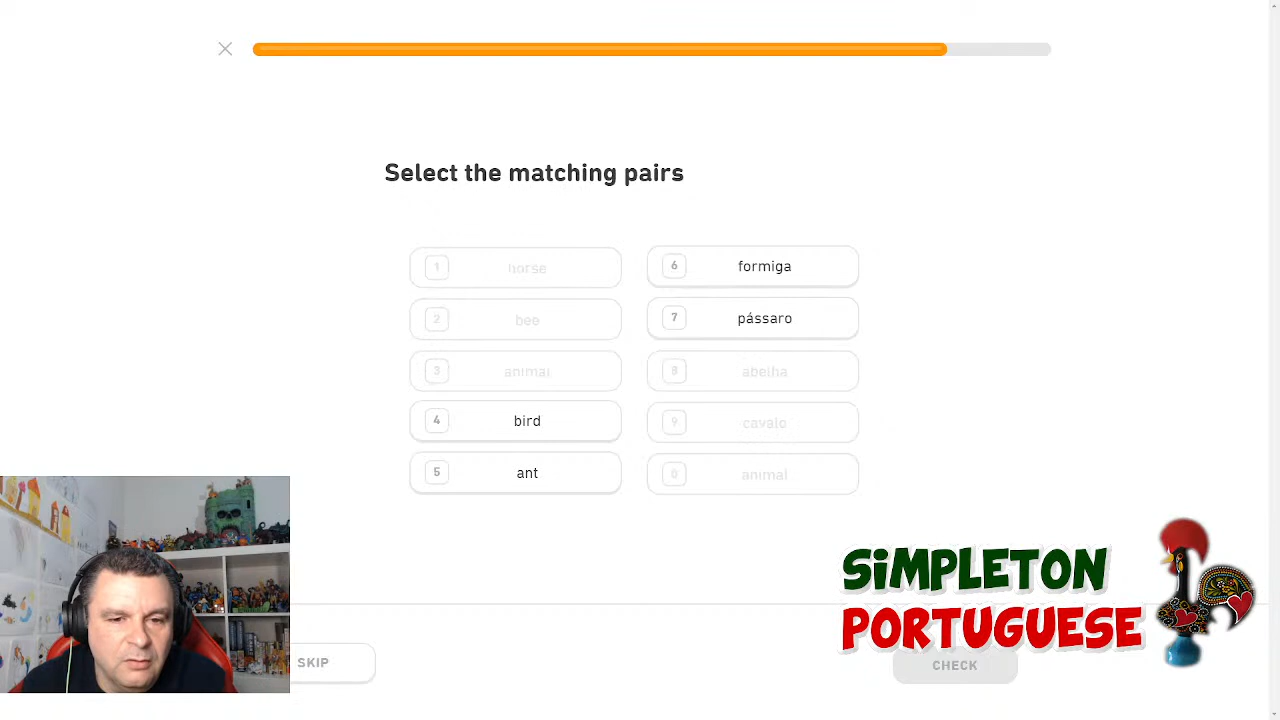 Select the matching pairs
1 horse
6 formiga
2 bee
7 pássaro
3 animal
8 abelha
4 bird
9 cavalo
5 ant
0 animal
SiMPLETON
PORTUGUESE
SKIP
CHECK